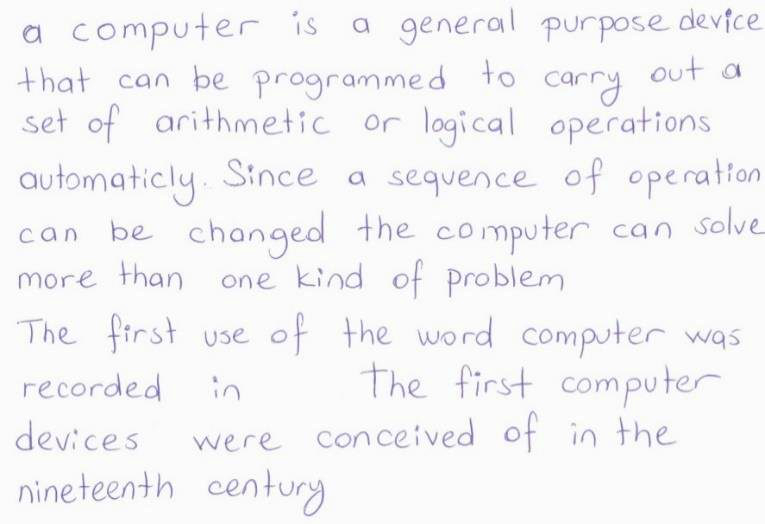 a computer is a general purpose device
that can be programmed to carry out a
set of arithmetic or logical operations
automaticly. Since a sequence of operation
can be changed the computer can solve
more than one kind of problem
The first use of the word computer was
recorded in The first computer
devices were conceived of in the
nineteenth century